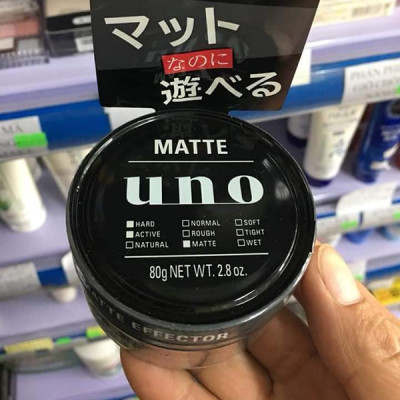 マット
なのに
遊べる
MATTE
uno
HARD NORMAL SOFT
ACTIVE ROUGH TIGHT
NATURAL MATTE WET
80g NET WT. 2.8 oz.
MATTE EFFECTOR